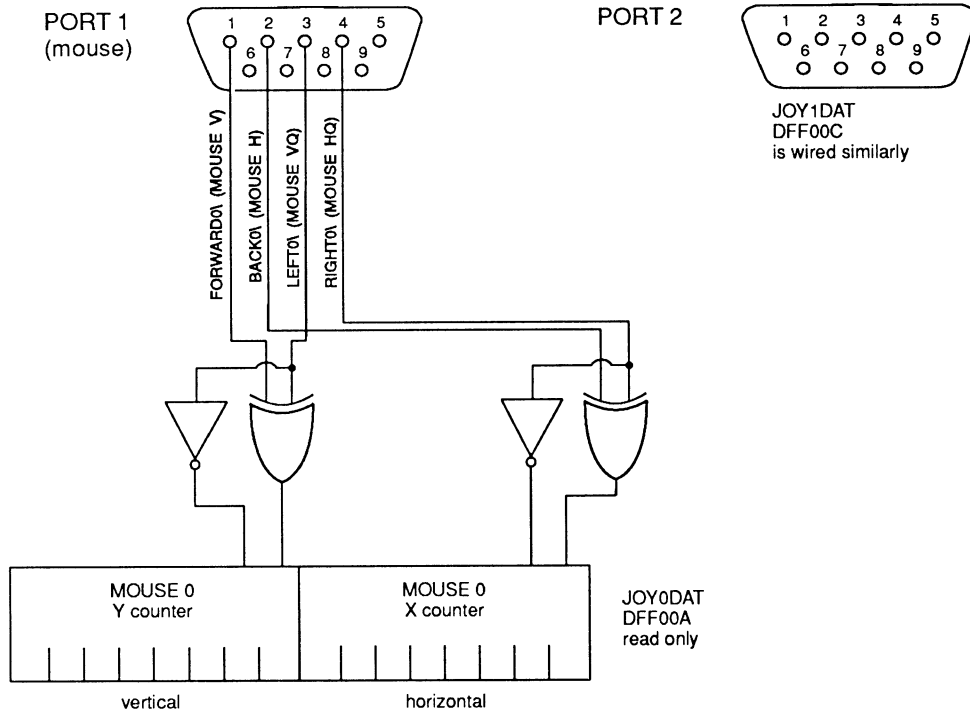 PORT 1
(mouse)
1 2 3 4 5
6 7 8 9
PORT 2
1 2 3 4 5
6 7 8 9
JOY1DAT
DFF00C
is wired similarly
FORWARD0\ (MOUSE V)
BACK0\ (MOUSE H)
LEFT0\ (MOUSE VQ)
RIGHT0\ (MOUSE HQ)
MOUSE 0
Y counter
MOUSE 0
X counter
JOY0DAT
DFF00A
read only
vertical
horizontal